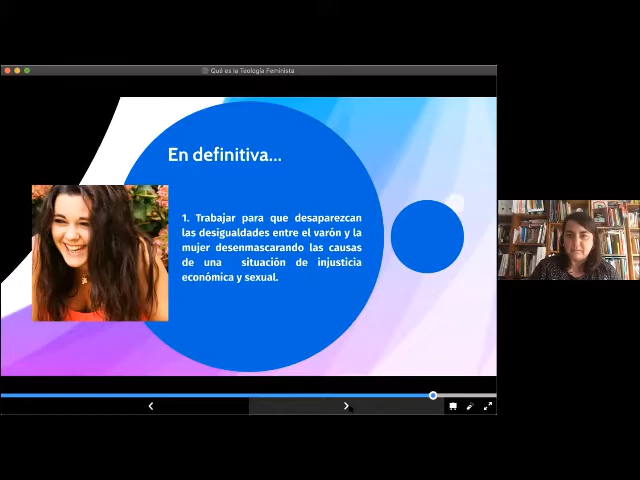 Qué es la Teología Feminista
En definitiva...
1. Trabajar para que desaparezcan
las desigualdades entre el varón y la
mujer desenmascarando las causas
de una situación de injusticia
económica y sexual.